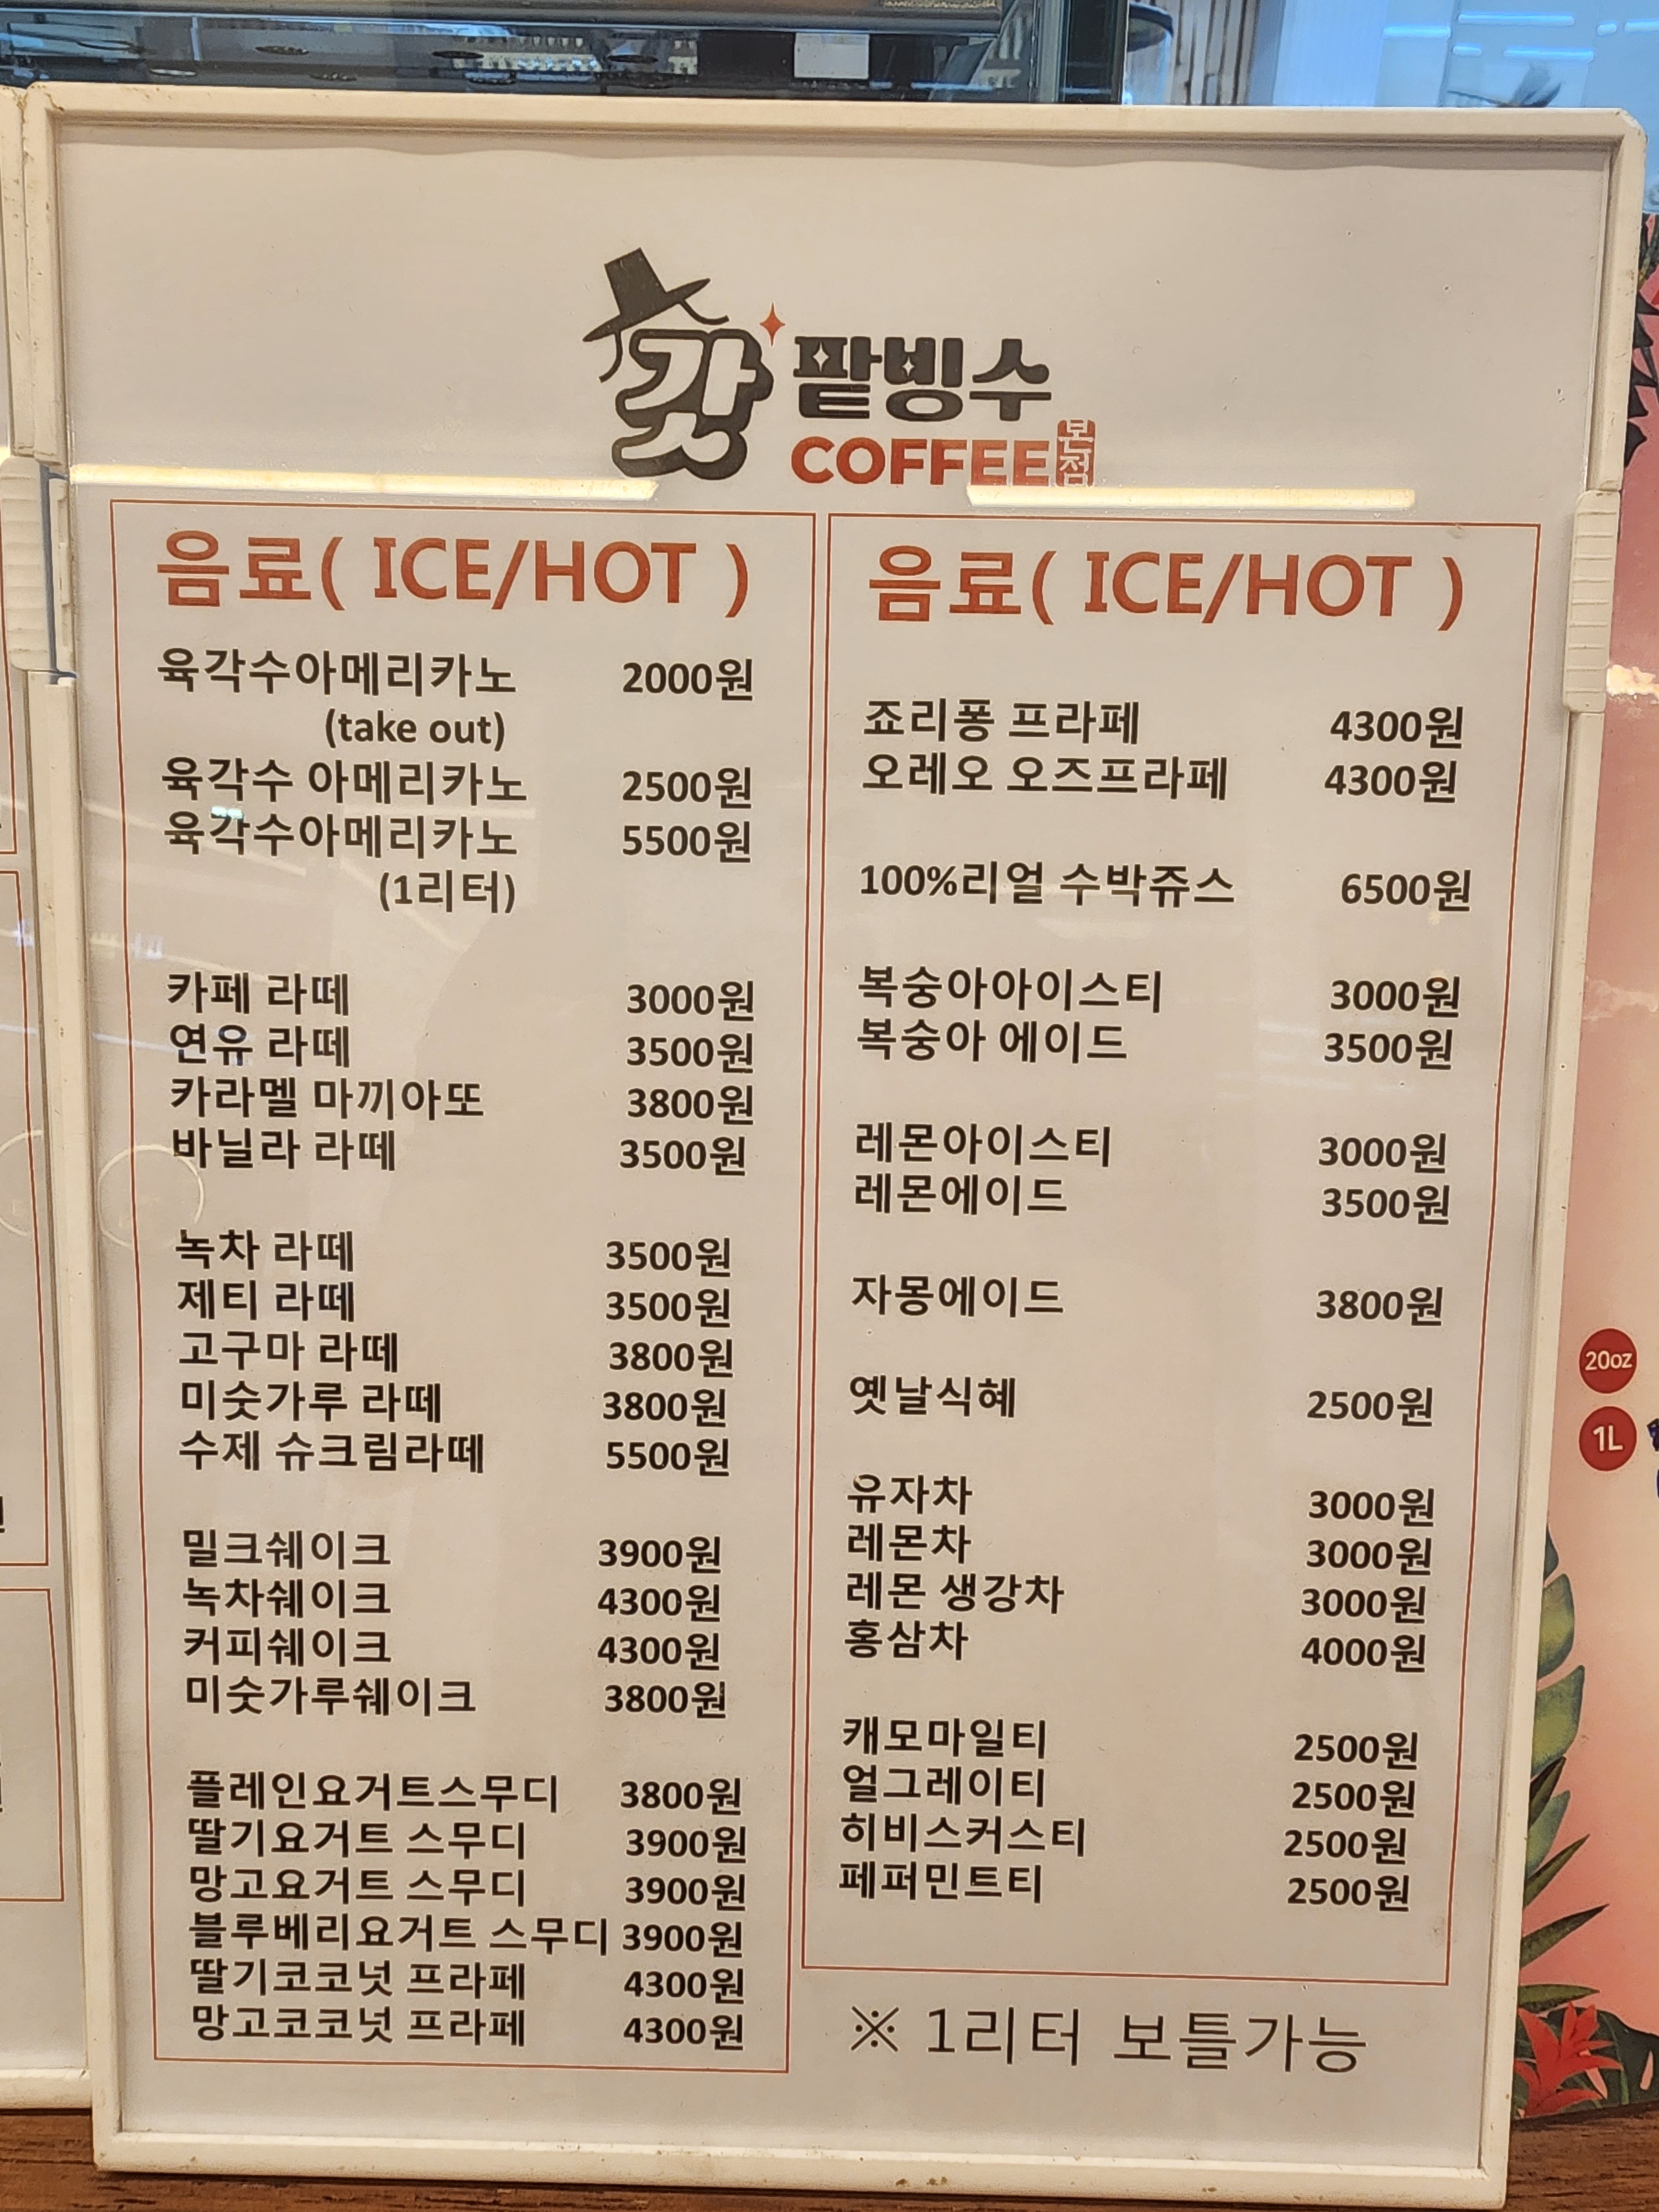 갓 팥빙수
COFFEE 본점
음료( ICE/HOT )
육각수아메리카노 2000원
(take out)
육각수 아메리카노 2500원
육각수아메리카노 5500원
(1리터)
카페 라떼 3000원
연유 라떼 3500원
카라멜 마끼아또 3800원
바닐라 라떼 3500원
녹차 라떼 3500원
제티 라떼 3500원
고구마 라떼 3800원
미숫가루 라떼 3800원
수제 슈크림라떼 5500원
밀크쉐이크 3900원
녹차쉐이크 4300원
커피쉐이크 4300원
미숫가루쉐이크 3800원
플레인요거트스무디 3800원
딸기요거트 스무디 3900원
망고요거트 스무디 3900원
블루베리요거트 스무디 3900원
딸기코코넛 프라페 4300원
망고코코넛 프라페 4300원
음료( ICE/HOT )
죠리퐁 프라페 4300원
오레오 오즈프라페 4300원
100%리얼 수박쥬스 6500원
복숭아아이스티 3000원
복숭아 에이드 3500원
레몬아이스티 3000원
레몬에이드 3500원
자몽에이드 3800원
옛날식혜 2500원
유자차 3000원
레몬차 3000원
레몬 생강차 3000원
홍삼차 4000원
캐모마일티 2500원
얼그레이티 2500원
히비스커스티 2500원
페퍼민트티 2500원
※ 1리터 보틀가능
20oz
1L